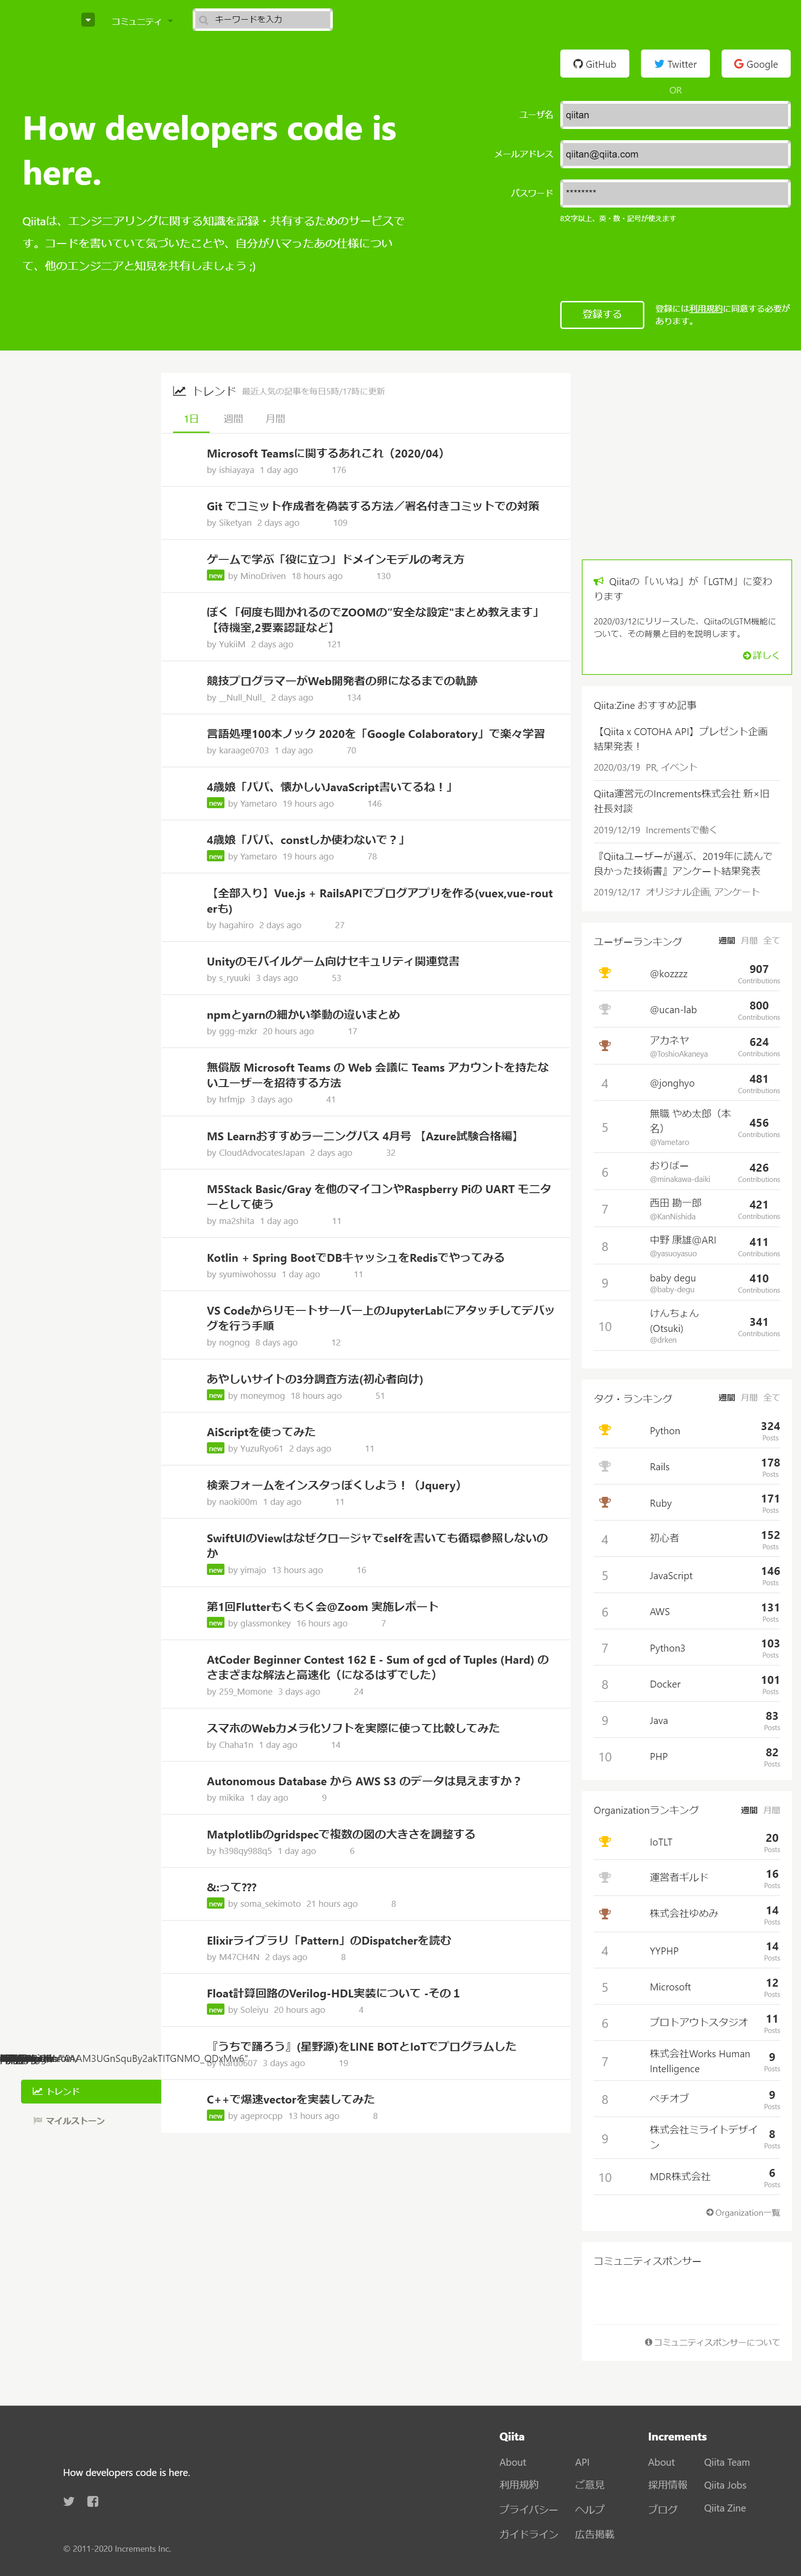 コミュニティ
キーワードを入力
GitHub Twitter Google
OR
How developers code is
here.
Qiitaは、エンジニアリングに関する知識を記録・共有するためのサービスで
す。コードを書いていて気づいたことや、自分がハマったあの仕様につい
て、他のエンジニアと知見を共有しましょう ;)
ユーザ名 qiitan
メールアドレス qiitan@qiita.com
パスワード ********
8文字以上、英・数・記号が使えます
登録する
登録には利用規約に同意する必要が
あります。
トレンド 最近人気の記事を毎日5時/17時に更新
1日 週間 月間
Microsoft Teamsに関するあれこれ（2020/04）
by ishiayaya 1 day ago 176
Git でコミット作成者を偽装する方法／署名付きコミットでの対策
by Siketyan 2 days ago 109
ゲームで学ぶ「役に立つ」ドメインモデルの考え方
new by MinoDriven 18 hours ago 130
ぼく「何度も聞かれるのでZOOMの"安全な設定"まとめ教えます」
【待機室,2要素認証など】
by YukiiM 2 days ago 121
競技プログラマーがWeb開発者の卵になるまでの軌跡
by __Null_Null_ 2 days ago 134
言語処理100本ノック 2020を「Google Colaboratory」で楽々学習
by karaage0703 1 day ago 70
4歳娘「パパ、懐かしいJavaScript書いてるね！」
new by Yametaro 19 hours ago 146
4歳娘「パパ、constしか使わないで？」
new by Yametaro 19 hours ago 78
【全部入り】Vue.js + RailsAPIでブログアプリを作る(vuex,vue-rout
erも)
by hagahiro 2 days ago 27
Unityのモバイルゲーム向けセキュリティ関連覚書
by s_ryuuki 3 days ago 53
npmとyarnの細かい挙動の違いまとめ
by ggg-mzkr 20 hours ago 17
無償版 Microsoft Teams の Web 会議に Teams アカウントを持たな
いユーザーを招待する方法
by hrfmjp 3 days ago 41
MS Learnおすすめラーニングパス 4月号 【Azure試験合格編】
by CloudAdvocatesJapan 2 days ago 32
M5Stack Basic/Gray を他のマイコンやRaspberry Piの UART モニタ
ーとして使う
by ma2shita 1 day ago 11
Kotlin + Spring BootでDBキャッシュをRedisでやってみる
by syumiwohossu 1 day ago 11
VS Codeからリモートサーバー上のJupyterLabにアタッチしてデバッ
グを行う手順
by nognog 8 days ago 12
あやしいサイトの3分調査方法(初心者向け)
new by moneymog 18 hours ago 51
AiScriptを使ってみた
new by YuzuRyo61 2 days ago 11
検索フォームをインスタっぽくしよう！（Jquery）
by naoki00m 1 day ago 11
SwiftUIのViewはなぜクロージャでselfを書いても循環参照しないの
か
new by yimajo 13 hours ago 16
第1回Flutterもくもく会@Zoom 実施レポート
new by glassmonkey 16 hours ago 7
AtCoder Beginner Contest 162 E - Sum of gcd of Tuples (Hard) の
さまざまな解法と高速化（になるはずでした）
by 259_Momone 3 days ago 24
スマホのWebカメラ化ソフトを実際に使って比較してみた
by Chaha1n 1 day ago 14
Autonomous Database から AWS S3 のデータは見えますか？
by mikika 1 day ago 9
Matplotlibのgridspecで複数の図の大きさを調整する
by h398qy988q5 1 day ago 6
&:って???
new by soma_sekimoto 21 hours ago 8
Elixirライブラリ「Pattern」のDispatcherを読む
by M47CH4N 2 days ago 8
Float計算回路のVerilog-HDL実装について -その１
new by Soleiyu 20 hours ago 4
『うちで踊ろう』(星野源)をLINE BOTとIoTでプログラムした
by Naru0607 3 days ago 19
C++で爆速vectorを実装してみた
new by ageprocpp 13 hours ago 8
トレンド
マイルストーン
Qiitaの「いいね」が「LGTM」に変わ
ります
2020/03/12にリリースした、QiitaのLGTM機能に
ついて、その背景と目的を説明します。
詳しく
Qiita:Zine おすすめ記事
【Qiita x COTOHA API】プレゼント企画
結果発表！
2020/03/19 PR, イベント
Qiita運営元のIncrements株式会社 新×旧
社長対談
2019/12/19 Incrementsで働く
『Qiitaユーザーが選ぶ、2019年に読んで
良かった技術書』アンケート結果発表
2019/12/17 オリジナル企画, アンケート
ユーザーランキング 週間 月間 全て
@kozzzz 907
Contributions
@ucan-lab 800
Contributions
アカネヤ 624
@ToshioAkaneya Contributions
4 @jonghyo 481
Contributions
5 無職 やめ太郎（本
名） 456
@Yametaro Contributions
6 おりばー 426
@minakawa-daiki Contributions
7 西田 勘一郎 421
@KanNishida Contributions
8 中野 康雄@ARI 411
@yasuoyasuo Contributions
9 baby degu 410
@baby-degu Contributions
10 けんちょん
(Otsuki) 341
@drken Contributions
タグ・ランキング 週間 月間 全て
Python 324
Posts
Rails 178
Posts
Ruby 171
Posts
4 初心者 152
Posts
5 JavaScript 146
Posts
6 AWS 131
Posts
7 Python3 103
Posts
8 Docker 101
Posts
9 Java 83
Posts
10 PHP 82
Posts
Organizationランキング 週間 月間
IoTLT 20
Posts
運営者ギルド 16
Posts
株式会社ゆめみ 14
Posts
4 YYPHP 14
Posts
5 Microsoft 12
Posts
6 プロトアウトスタジオ 11
Posts
7 株式会社Works Human
Intelligence 9
Posts
8 ペチオブ 9
Posts
9 株式会社ミライトデザイ
ン 8
Posts
10 MDR株式会社 6
Posts
Organization一覧
コミュニティスポンサー
コミュニティスポンサーについて
How developers code is here.
© 2011-2020 Increments Inc.
Qiita
About API
利用規約 ご意見
プライバシー ヘルプ
ガイドライン 広告掲載
Increments
About Qiita Team
採用情報 Qiita Jobs
ブログ Qiita Zine